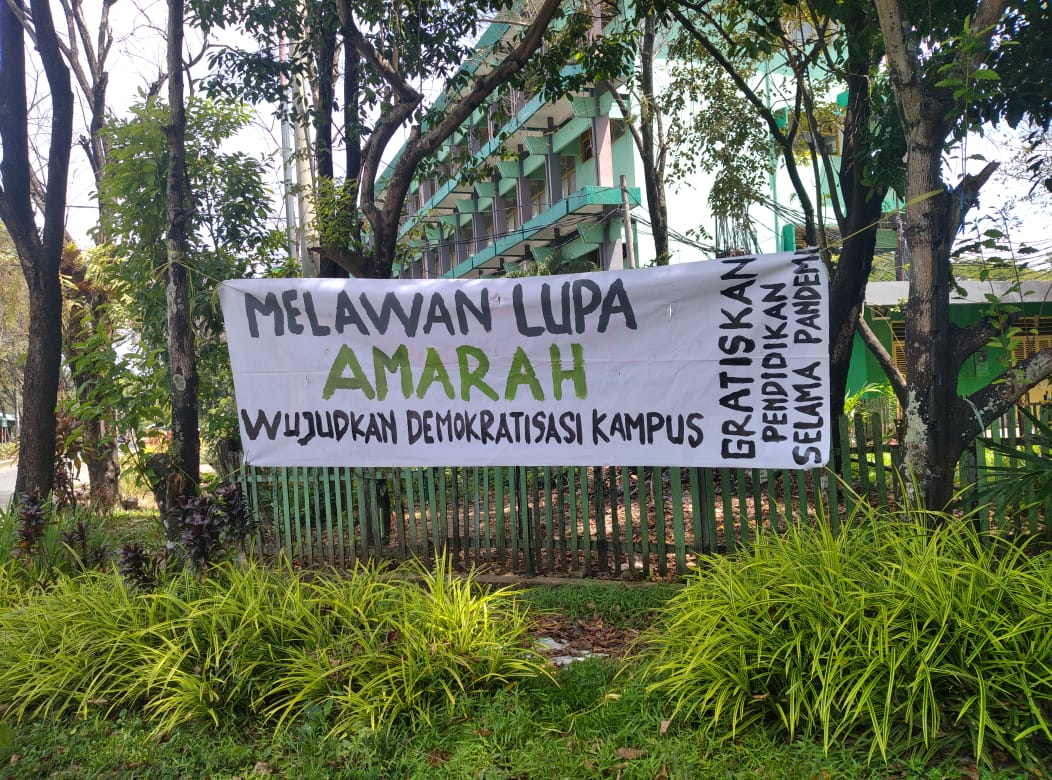 MELAWAN LUPA
AMARAH
WUJUDKAN DEMOKRATISASI KAMPUS
GRATISKAN
PENDIDIKAN
SELAMA PANDEMI